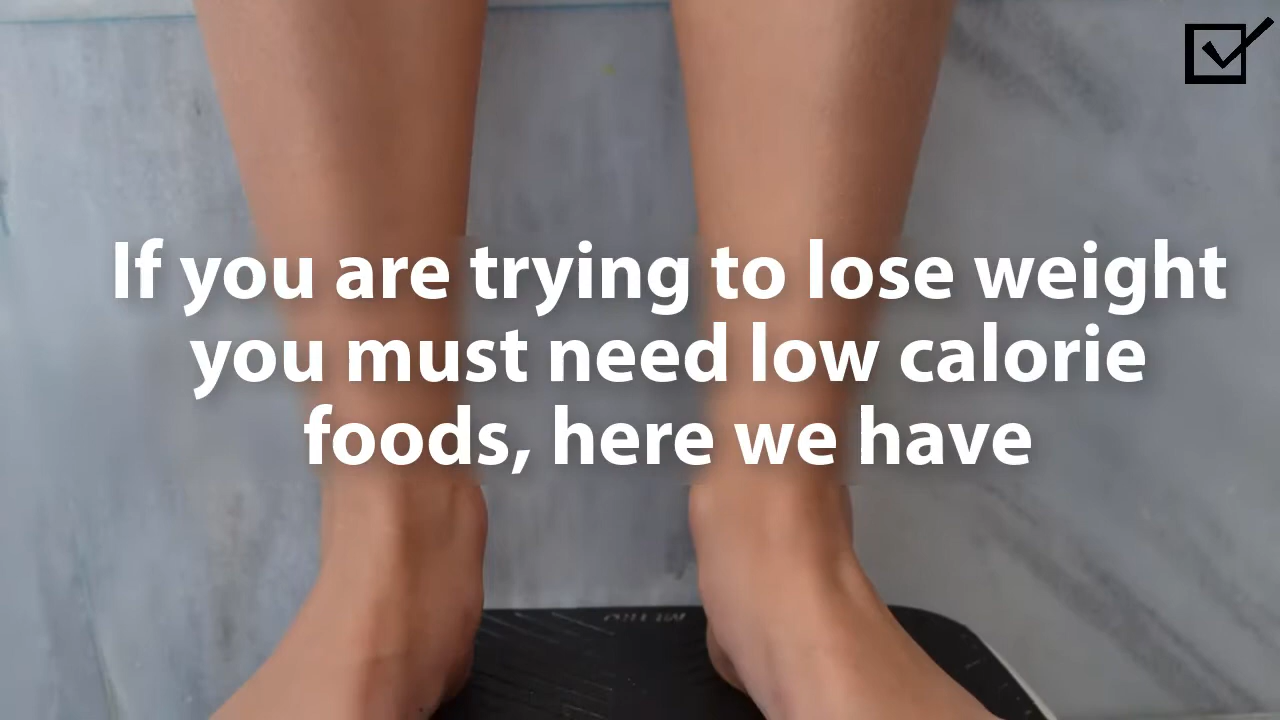 If you are trying to lose weight
you must need low calorie
foods, here we have